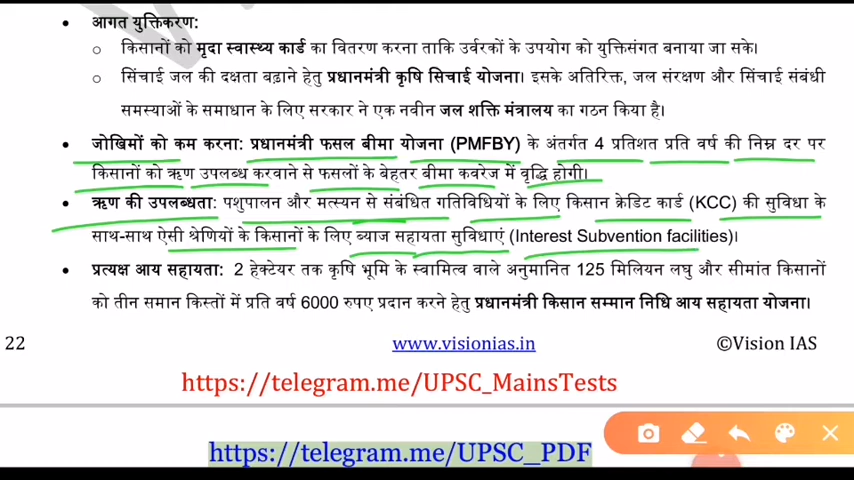 • आगत युक्तिकरण:
o किसानों को मृदा स्वास्थ्य कार्ड का वितरण करना ताकि उर्वरकों के उपयोग को युक्तिसंगत बनाया जा सके।
o सिंचाई जल की दक्षता बढ़ाने हेतु प्रधानमंत्री कृषि सिचाई योजना। इसके अतिरिक्त, जल संरक्षण और सिंचाई संबंधी
समस्याओं के समाधान के लिए सरकार ने एक नवीन जल शक्ति मंत्रालय का गठन किया है।
• जोखिमों को कम करना: प्रधानमंत्री फसल बीमा योजना (PMFBY) के अंतर्गत 4 प्रतिशत प्रति वर्ष की निम्न दर पर
किसानों को ऋण उपलब्ध करवाने से फसलों के बेहतर बीमा कवरेज में वृद्धि होगी।
• ऋण की उपलब्धता: पशुपालन और मत्स्यन से संबंधित गतिविधियों के लिए किसान क्रेडिट कार्ड (KCC) की सुविधा के
साथ-साथ ऐसी श्रेणियों के किसानों के लिए ब्याज सहायता सुविधाएं (Interest Subvention facilities)।
• प्रत्यक्ष आय सहायता: 2 हेक्टेयर तक कृषि भूमि के स्वामित्व वाले अनुमानित 125 मिलियन लघु और सीमांत किसानों
को तीन समान किस्तों में प्रति वर्ष 6000 रुपए प्रदान करने हेतु प्रधानमंत्री किसान सम्मान निधि आय सहायता योजना।
22 www.visionias.in ©Vision IAS
https://telegram.me/UPSC_MainsTests
https://telegram.me/UPSC_PDF